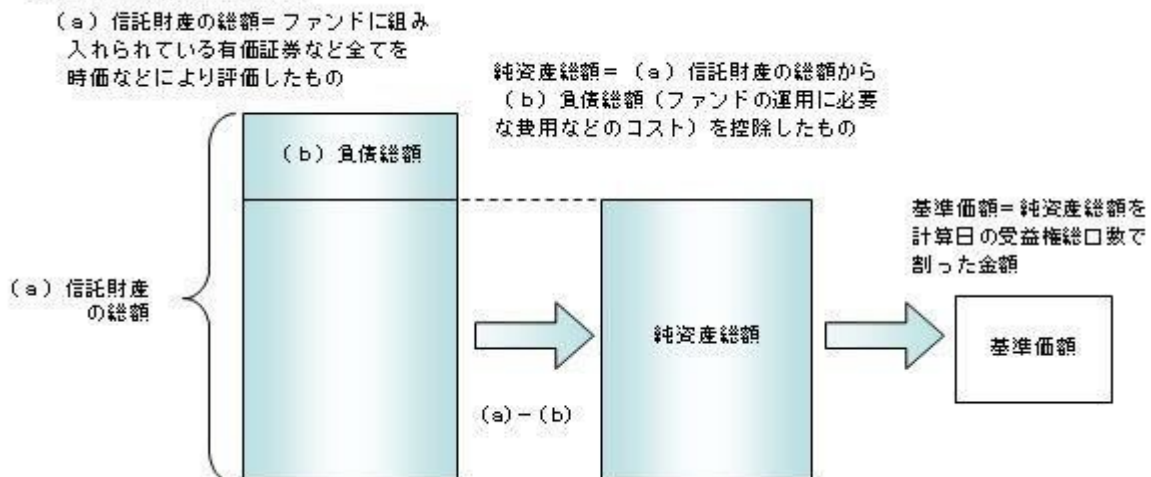 (a)信託財産の総額=ファンドに組み
入れられている有価証券など全てを
時価などにより評価したもの
純資産総額=(a)信託財産の総額から
(b)負債総額(ファンドの運用に必要
な費用などのコスト)を控除したもの
(b)負債総額
基準価額=純資産総額を
計算日の受益権総口数で
割った金額
(a)信託財産
の総額
純資産総額
基準価額
(a)-(b)